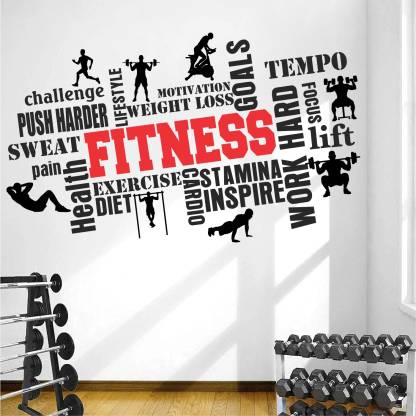 challenge
LIFESTYLE
MOTIVATION
GOALS
TEMPO
PUSH HARDER
WEIGHT LOSS
FOCUS
SWEAT
FITNESS
WORK HARD
lift
pain
Health
EXERCISE
DIET
CARDIO
STAMINA
INSPIRE